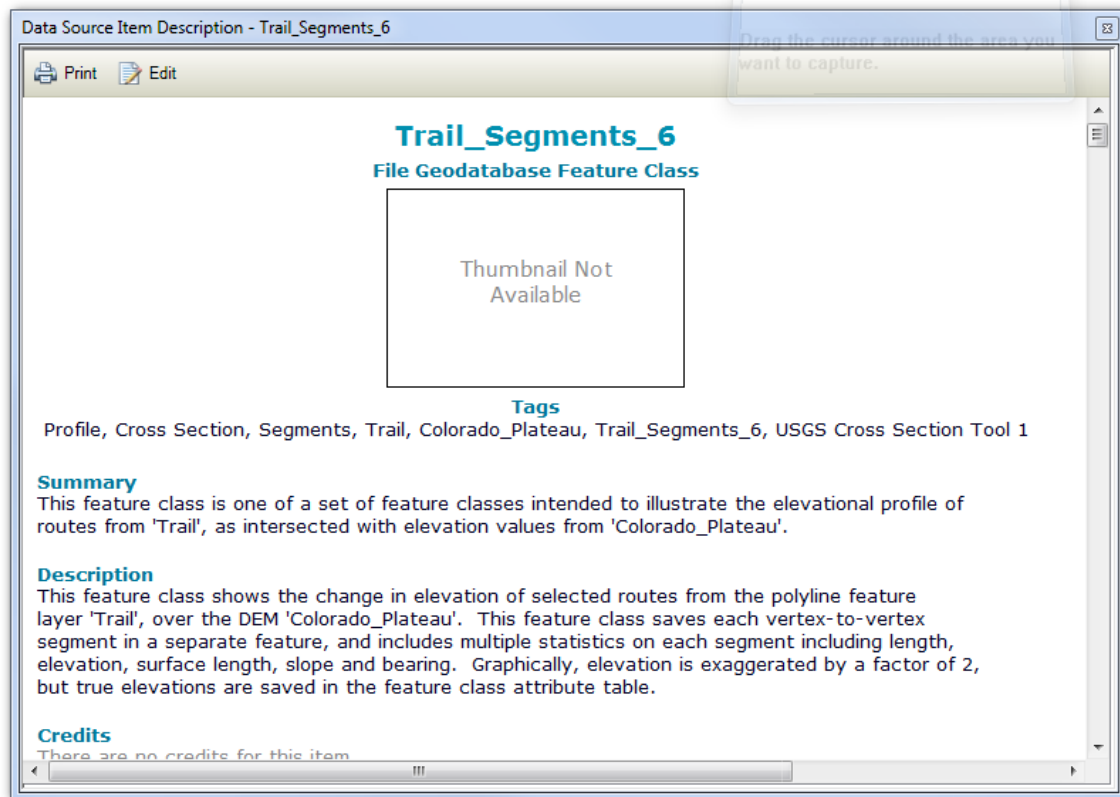 Data Source Item Description - Trail_Segments_6
Drag the cursor around the area you
want to capture.
Print Edit
Trail_Segments_6
File Geodatabase Feature Class
Thumbnail Not
Available
Tags
Profile, Cross Section, Segments, Trail, Colorado_Plateau, Trail_Segments_6, USGS Cross Section Tool 1
Summary
This feature class is one of a set of feature classes intended to illustrate the elevational profile of
routes from 'Trail', as intersected with elevation values from 'Colorado_Plateau'.
Description
This feature class shows the change in elevation of selected routes from the polyline feature
layer 'Trail', over the DEM 'Colorado_Plateau'.  This feature class saves each vertex-to-vertex
segment in a separate feature, and includes multiple statistics on each segment including length,
elevation, surface length, slope and bearing.  Graphically, elevation is exaggerated by a factor of 2,
but true elevations are saved in the feature class attribute table.
Credits
There are no credits for this item